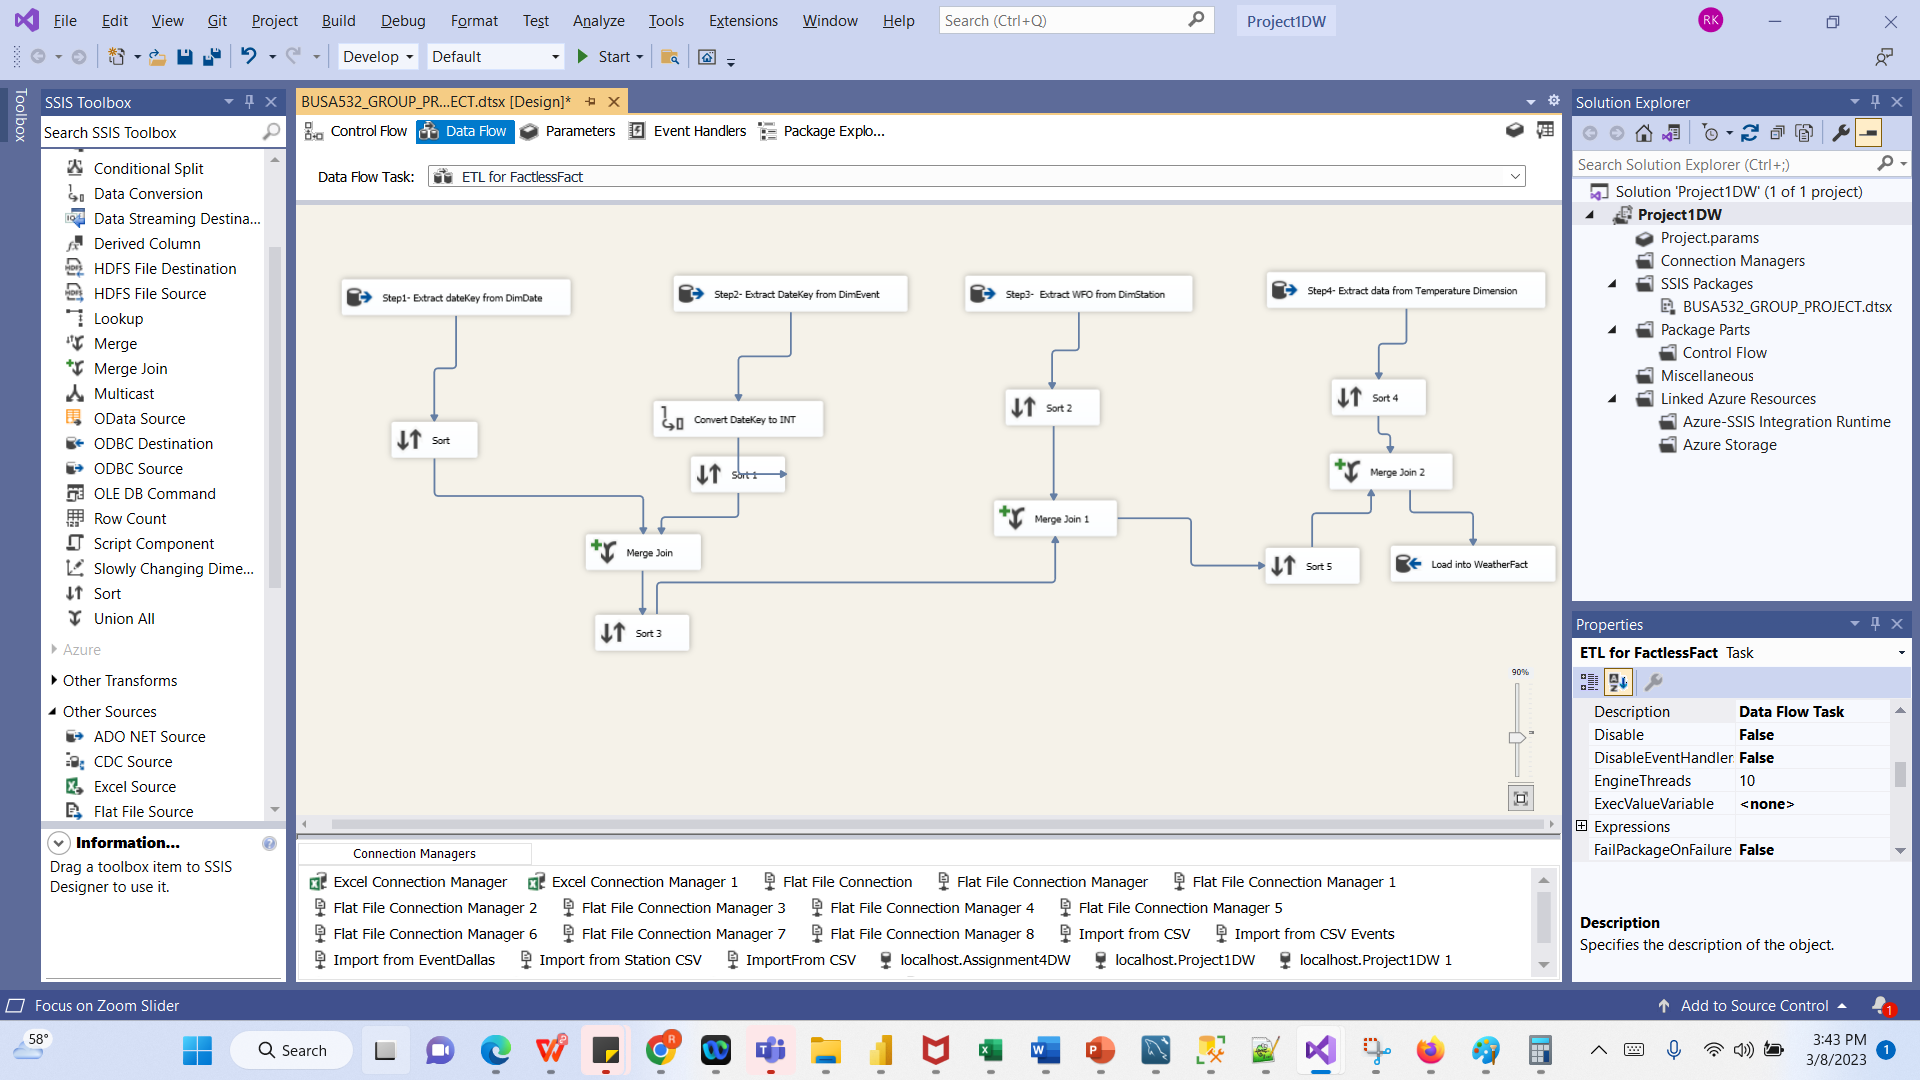 File Edit View Git Project Build Debug Format Test Analyze Tools Extensions Window Help Search (Ctrl+Q) Project1DW RK
Develop Default Start
Toolbox
SSIS Toolbox
Search SSIS Toolbox
Conditional Split
Data Conversion
Data Streaming Destina...
Derived Column
HDFS File Destination
HDFS File Source
Lookup
Merge
Merge Join
Multicast
OData Source
ODBC Destination
ODBC Source
OLE DB Command
Row Count
Script Component
Slowly Changing Dime...
Sort
Union All
Azure
Other Transforms
Other Sources
ADO NET Source
CDC Source
Excel Source
Flat File Source
Information...
Drag a toolbox item to SSIS
Designer to use it.
BUSA532_GROUP_PR...ECT.dtsx [Design]*
Control Flow Data Flow Parameters Event Handlers Package Explo...
Data Flow Task: ETL for FactlessFact
Step1- Extract dateKey from DimDate
Step2- Extract DateKey from DimEvent
Step3- Extract WFO from DimStation
Step4- Extract data from Temperature Dimension
Sort
Convert DateKey to INT
Sort 1
Sort 2
Sort 4
Merge Join 2
Merge Join 1
Merge Join
Sort 5
Load into WeatherFact
Sort 3
90%
Connection Managers
Excel Connection Manager Excel Connection Manager 1 Flat File Connection Flat File Connection Manager Flat File Connection Manager 1
Flat File Connection Manager 2 Flat File Connection Manager 3 Flat File Connection Manager 4 Flat File Connection Manager 5
Flat File Connection Manager 6 Flat File Connection Manager 7 Flat File Connection Manager 8 Import from CSV Import from CSV Events
Import from EventDallas Import from Station CSV ImportFrom CSV localhost.Assignment4DW localhost.Project1DW localhost.Project1DW 1
Solution Explorer
Search Solution Explorer (Ctrl+;)
Solution 'Project1DW' (1 of 1 project)
Project1DW
Project.params
Connection Managers
SSIS Packages
BUSA532_GROUP_PROJECT.dtsx
Package Parts
Control Flow
Miscellaneous
Linked Azure Resources
Azure-SSIS Integration Runtime
Azure Storage
Properties
ETL for FactlessFact Task
Description Data Flow Task
Disable False
DisableEventHandler False
EngineThreads 10
ExecValueVariable <none>
Expressions
FailPackageOnFailure False
Description
Specifies the description of the object.
Focus on Zoom Slider Add to Source Control 1
58° Search 3:43 PM
3/8/2023 1